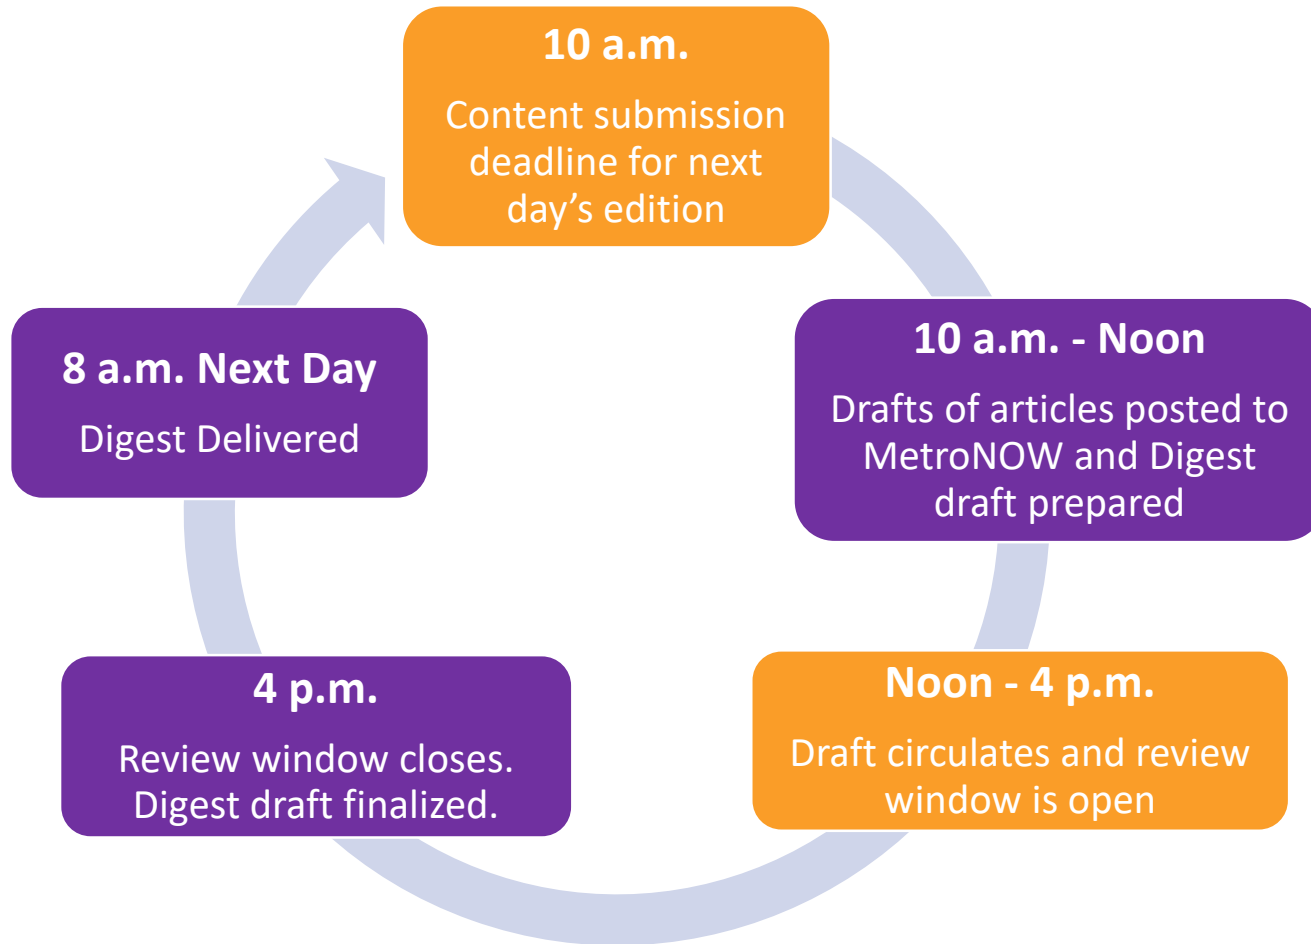 10 a.m.
Content submission
deadline for next
day’s edition
10 a.m. - Noon
Drafts of articles posted to
MetroNOW and Digest
draft prepared
Noon - 4 p.m.
Draft circulates and review
window is open
4 p.m.
Review window closes.
Digest draft finalized.
8 a.m. Next Day
Digest Delivered